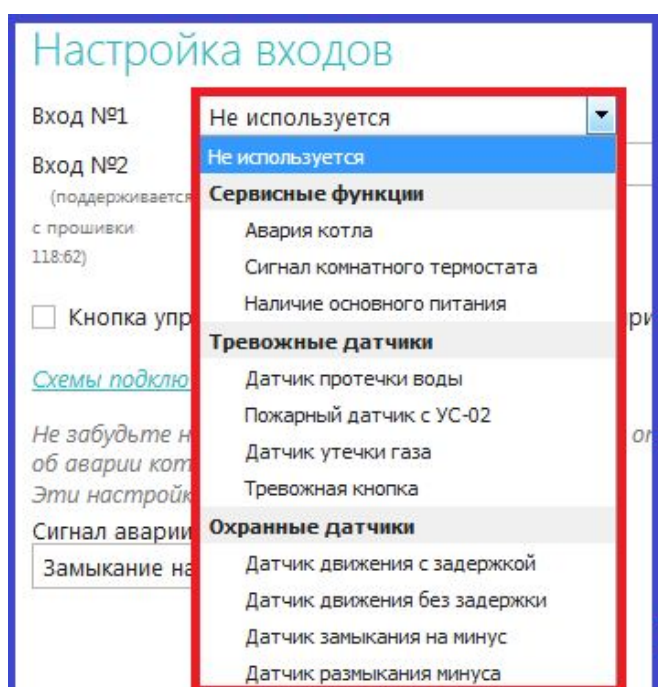 Настройка входов
Вход №1
Не используется
Вход №2
(поддерживается
с прошивки
118:62)
Не используется
Сервисные функции
Авария котла
Сигнал комнатного термостата
Наличие основного питания
Тревожные датчики
Датчик протечки воды
Пожарный датчик с УС-02
Датчик утечки газа
Тревожная кнопка
Охранные датчики
Датчик движения с задержкой
Датчик движения без задержки
Датчик замыкания на минус
Датчик размыкания минуса
Кнопка упр
Схемы подклю
Не забудьте н
об аварии кот
Эти настройк
Сигнал аварии
Замыкание на